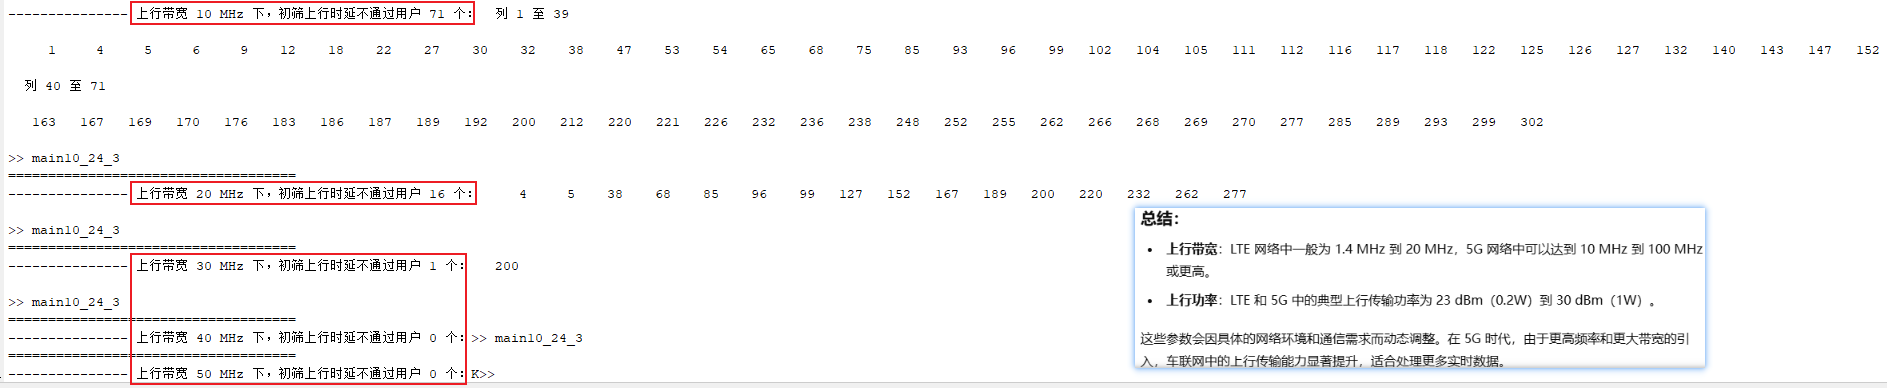 --------------- 上行带宽 10 MHz 下，初筛上行时延不通过用户 71 个：  列 1 至 39
1 4 5 6 9 12 18 22 27 30 32 38 47 53 54 65 68 75 85 93 96 99 102 104 105 111 112 116 117 118 122 125 126 127 132 140 143 147 152
列 40 至 71
163 167 169 170 176 183 186 187 189 192 200 212 220 221 226 232 236 238 248 252 255 262 266 268 269 270 277 285 289 293 299 302
>> main10_24_3
====================================
--------------- 上行带宽 20 MHz 下，初筛上行时延不通过用户 16 个：  4 5 38 68 85 96 99 127 152 167 189 200 220 232 262 277
>> main10_24_3
====================================
--------------- 上行带宽 30 MHz 下，初筛上行时延不通过用户 1 个：  200
>> main10_24_3
====================================
--------------- 上行带宽 40 MHz 下，初筛上行时延不通过用户 0 个：>> main10_24_3
====================================
--------------- 上行带宽 50 MHz 下，初筛上行时延不通过用户 0 个：K>>
总结：
• 上行带宽：LTE 网络中一般为 1.4 MHz 到 20 MHz，5G 网络中可以达到 10 MHz 到 100 MHz
或更高。
• 上行功率：LTE 和 5G 中的典型上行传输功率为 23 dBm（0.2W）到 30 dBm（1W）。
这些参数会因具体的网络环境和通信需求而动态调整。在 5G 时代，由于更高频率和更大带宽的引
入，车联网中的上行传输能力显著提升，适合处理更多实时数据。